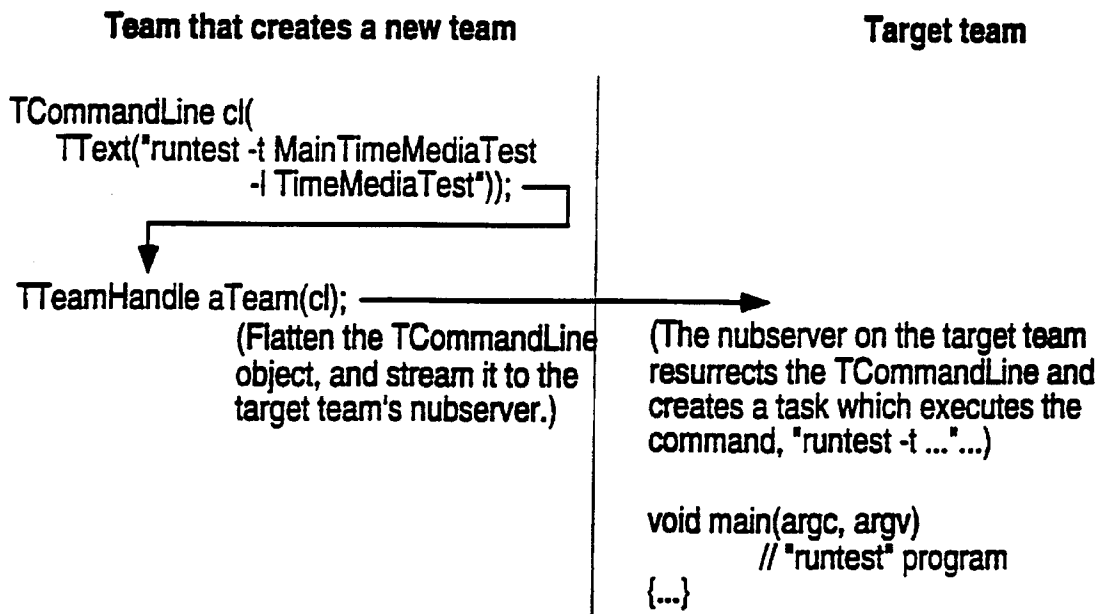 Team that creates a new team
Target team
TCommandLine cl(
TText("runtest -t MainTimeMediaTest
-l TimeMediaTest"));
TTeamHandle aTeam(cl);
(Flatten the TCommandLine
object, and stream it to the
target team's nubserver.)
(The nubserver on the target team
resurrects the TCommandLine and
creates a task which executes the
command, "runtest -t ..."...)
void main(argc, argv)
// "runtest" program
{...}